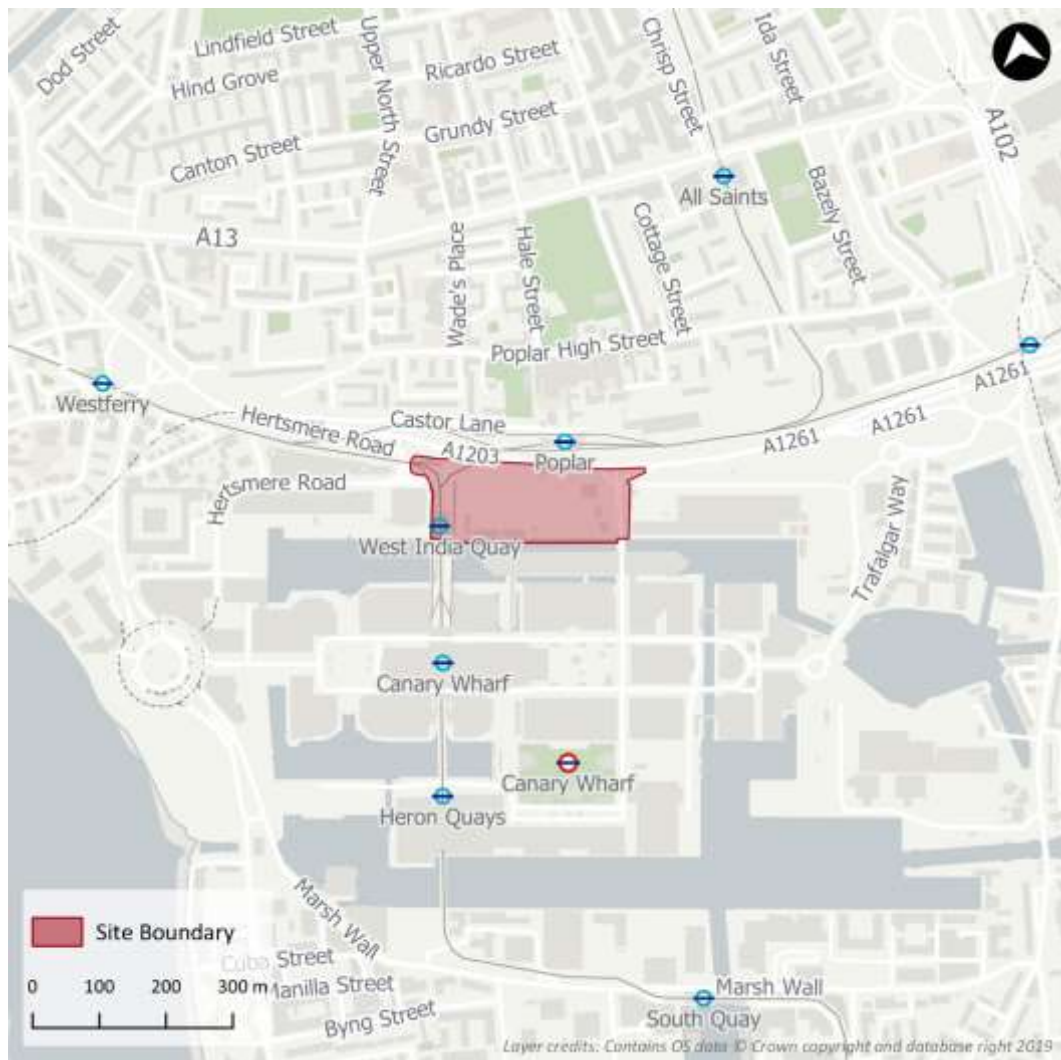 Lindfield Street
Dod Street
Hind Grove
Upper North Street
Ricardo Street
Chrisp Street
Ida Street
Canton Street
Grundy Street
A102
All Saints
Bazely Street
A13
Wade's Place
Hale Street
Cottage Street
Poplar High Street
Westferry
Hertsmere Road
Castor Lane
A1203
Poplar
A1261
A1261
A1261
Hertsmere Road
West India Quay
Trafalgar Way
Canary Wharf
Canary Wharf
Heron Quays
Marsh Wall
Site Boundary
Cuba Street
0 100 200 300 m
Manilla Street
Byng Street
Marsh Wall
South Quay
Layer credits: Contains OS data © Crown copyright and database right 2019